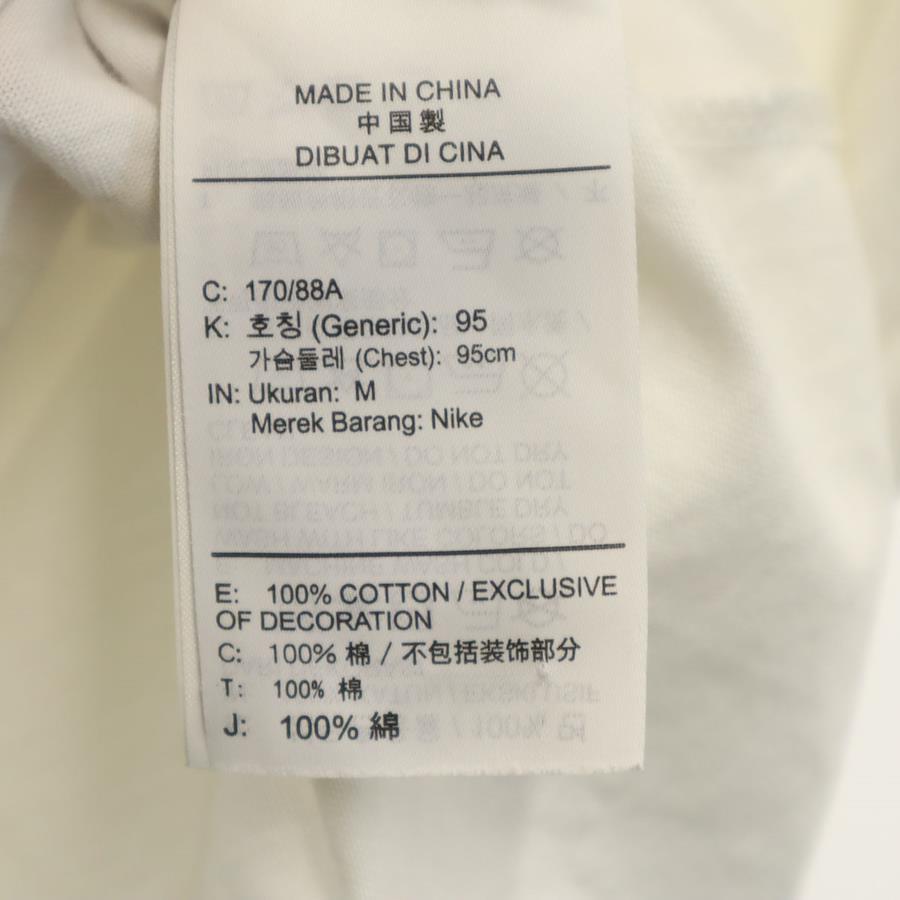 MADE IN CHINA
中国製
DIBUAT DI CINA
C: 170/88A
K: 호칭 (Generic): 95
가슴둘레 (Chest): 95cm
IN: Ukuran: M
Merek Barang: Nike
E: 100% COTTON / EXCLUSIVE
OF DECORATION
C: 100% 棉 / 不包括装饰部分
T: 100% 棉
J: 100% 綿